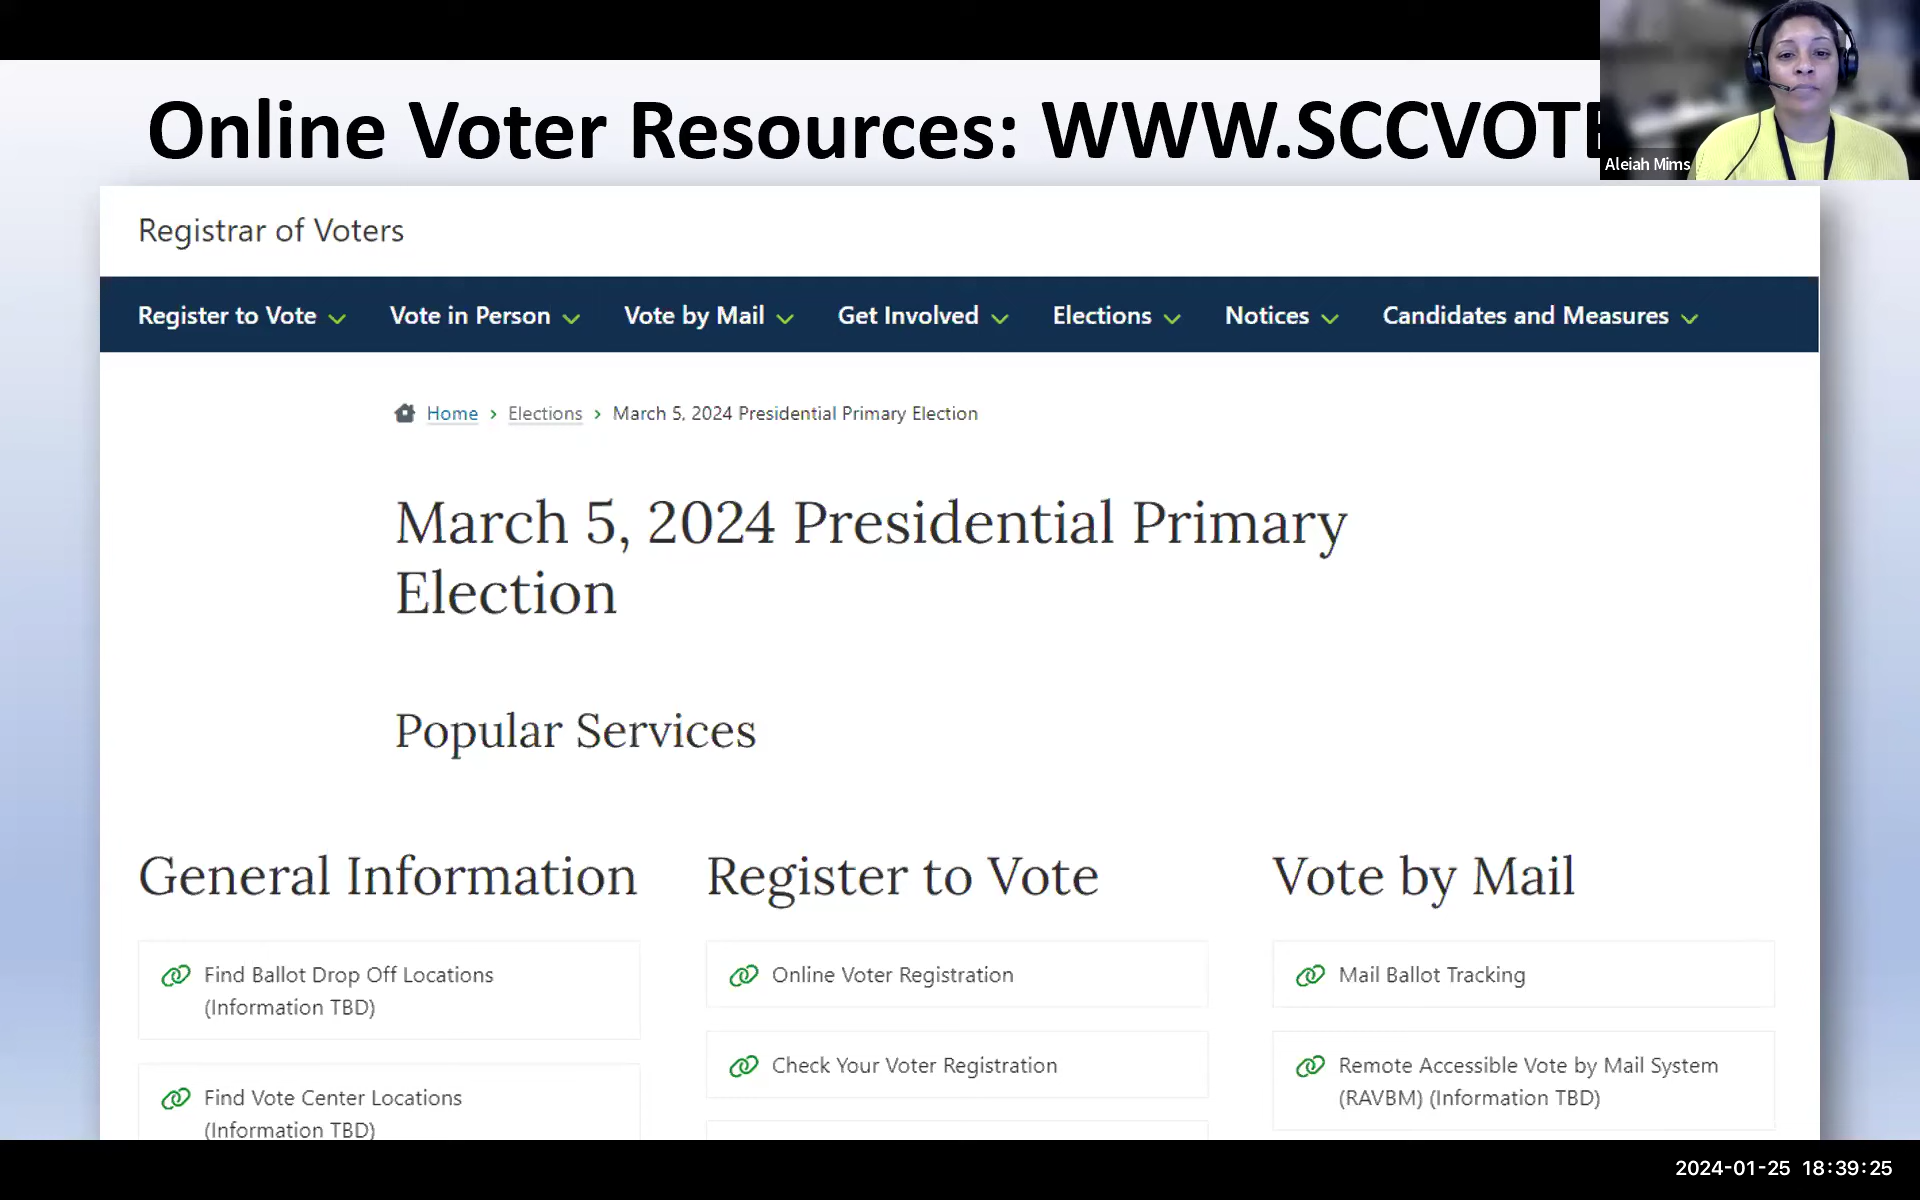 Online Voter Resources: WWW.SCCVOTE
Aleiah Mims
Registrar of Voters
Register to Vote Vote in Person Vote by Mail Get Involved Elections Notices Candidates and Measures
Home > Elections > March 5, 2024 Presidential Primary Election
March 5, 2024 Presidential Primary
Election
Popular Services
General Information
Find Ballot Drop Off Locations
(Information TBD)
Find Vote Center Locations
(Information TBD)
Register to Vote
Online Voter Registration
Check Your Voter Registration
Vote by Mail
Mail Ballot Tracking
Remote Accessible Vote by Mail System
(RAVBM) (Information TBD)
2024-01-25 18:39:25